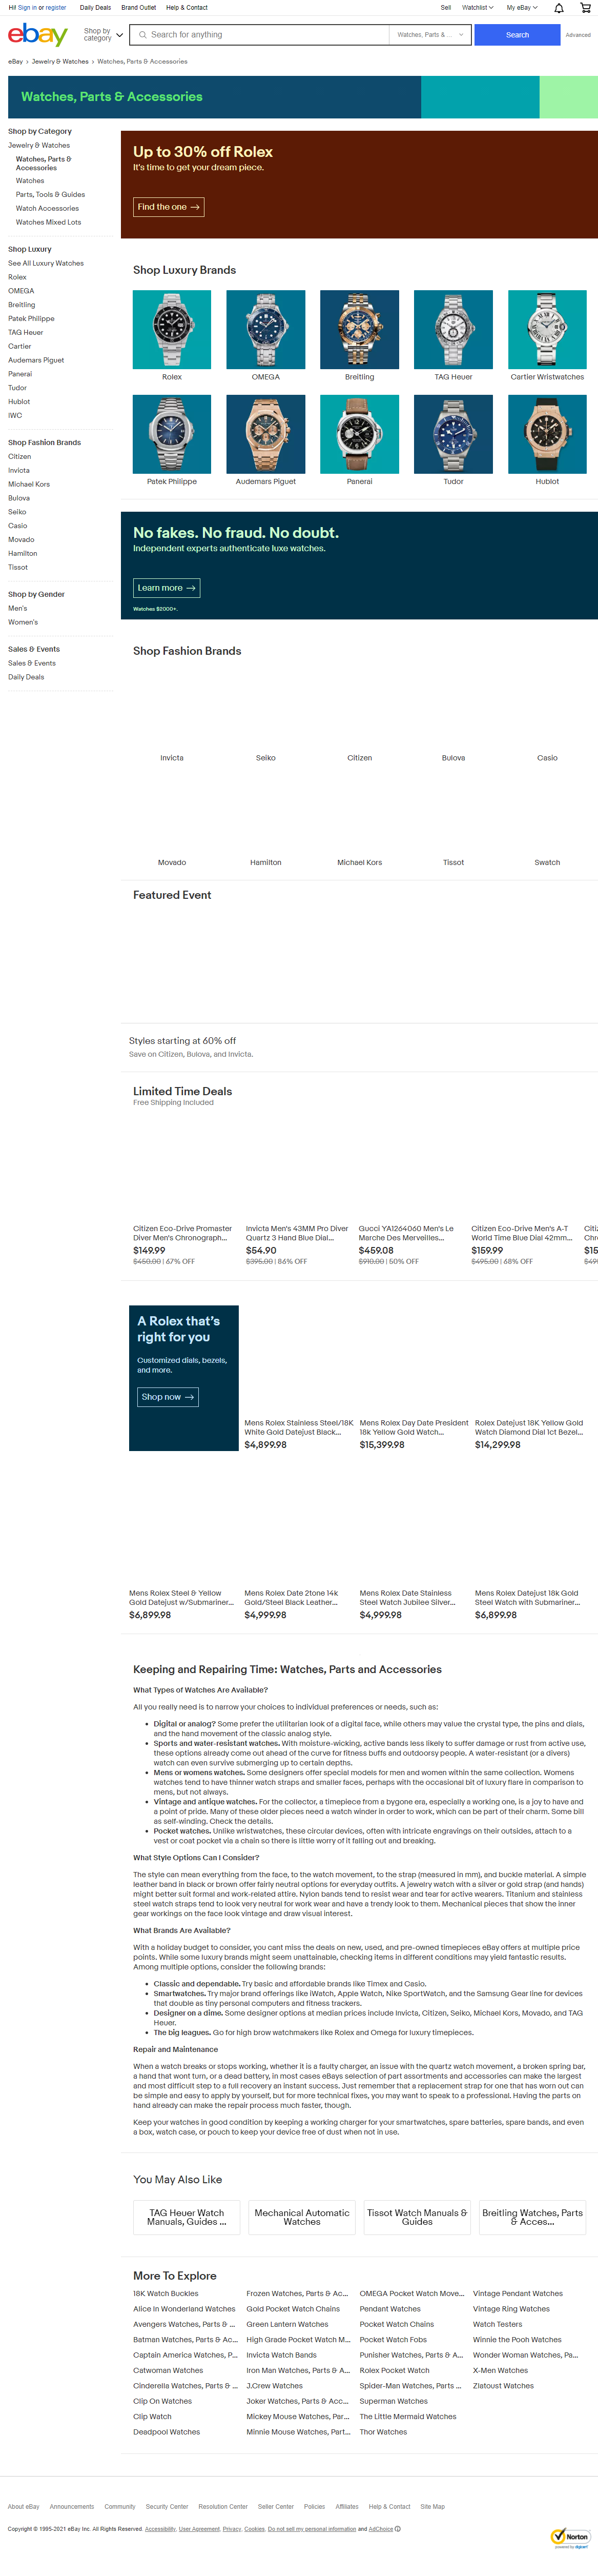 Hi! Sign in or register
Daily Deals
Brand Outlet
Help & Contact
Sell
Watchlist
My eBay
ebay
Shop by
category
Search for anything
Watches, Parts & ...
Search
Advanced
eBay > Jewelry & Watches > Watches, Parts & Accessories
Watches, Parts & Accessories
Shop by Category
Jewelry & Watches
Watches, Parts &
Accessories
Watches
Parts, Tools & Guides
Watch Accessories
Watches Mixed Lots
Shop Luxury
See All Luxury Watches
Rolex
OMEGA
Breitling
Patek Philippe
TAG Heuer
Cartier
Audemars Piguet
Panerai
Tudor
Hublot
IWC
Shop Fashion Brands
Citizen
Invicta
Michael Kors
Bulova
Seiko
Casio
Movado
Hamilton
Tissot
Shop by Gender
Men's
Women's
Sales & Events
Sales & Events
Daily Deals
Up to 30% off Rolex
It's time to get your dream piece.
Find the one →
Shop Luxury Brands
Rolex
OMEGA
Breitling
TAG Heuer
Cartier Wristwatches
Patek Philippe
Audemars Piguet
Panerai
Tudor
Hublot
No fakes. No fraud. No doubt.
Independent experts authenticate luxe watches.
Learn more →
Watches $2000+.
Shop Fashion Brands
Invicta
Seiko
Citizen
Bulova
Casio
Movado
Hamilton
Michael Kors
Tissot
Swatch
Featured Event
Styles starting at 60% off
Save on Citizen, Bulova, and Invicta.
Limited Time Deals
Free Shipping Included
Citizen Eco-Drive Promaster
Diver Men's Chronograph...
$149.99
$450.00 | 67% OFF
Invicta Men's 43MM Pro Diver
Quartz 3 Hand Blue Dial...
$54.90
$395.00 | 86% OFF
Gucci YA1264060 Men's Le
Marche Des Merveilles...
$459.08
$910.00 | 50% OFF
Citizen Eco-Drive Men's A-T
World Time Blue Dial 42mm...
$159.99
$495.00 | 68% OFF
A Rolex that's
right for you
Customized dials, bezels,
and more.
Shop now →
Mens Rolex Stainless Steel/18K
White Gold Datejust Black...
$4,899.98
Mens Rolex Day Date President
18k Yellow Gold Watch...
$15,399.98
Rolex Datejust 18K Yellow Gold
Watch Diamond Dial 1ct Bezel...
$14,299.98
Mens Rolex Steel & Yellow
Gold Datejust w/Submariner...
$6,899.98
Mens Rolex Date 2tone 14k
Gold/Steel Black Leather...
$4,999.98
Mens Rolex Date Stainless
Steel Watch Jubilee Silver...
$4,999.98
Mens Rolex Datejust 18k Gold
Steel Watch with Submariner...
$6,899.98
Keeping and Repairing Time: Watches, Parts and Accessories
What Types of Watches Are Available?
All you really need is to narrow your choices to individual preferences or needs, such as:
• Digital or analog? Some prefer the utilitarian look of a digital face, while others may value the crystal type, the pins and dials,
and the hand movement of the classic analog style.
• Sports and water-resistant watches. With moisture-wicking, active bands less likely to suffer damage or rust from active use,
these options already come out ahead of the curve for fitness buffs and outdoorsy people. A water-resistant (or a divers)
watch can even survive submerging up to certain depths.
• Mens or womens watches. Some designers offer special models for men and women within the same collection. Womens
watches tend to have thinner watch straps and smaller faces, perhaps with the occasional bit of luxury flare in comparison to
mens, but not always.
• Vintage and antique watches. For the collector, a timepiece from a bygone era, especially a working one, is a joy to have and
a point of pride. Many of these older pieces need a watch winder in order to work, which can be part of their charm. Some bill
as self-winding. Check the details.
• Pocket watches. Unlike wristwatches, these circular devices, often with intricate engravings on their outsides, attach to a
vest or coat pocket via a chain so there is little worry of it falling out and breaking.
What Style Options Can I Consider?
The style can mean everything from the face, to the watch movement, to the strap (measured in mm), and buckle material. A simple
leather band in black or brown offer fairly neutral options for everyday outfits. A jewelry watch with a silver or gold strap (and hands)
might better suit formal and work-related attire. Nylon bands tend to resist wear and tear for active wearers. Titanium and stainless
steel watch straps tend to look very neutral for work wear and have a trendy look to them. Mechanical pieces that show the inner
gear workings on the face look vintage and draw visual interest.
What Brands Are Available?
With a holiday budget to consider, you cant miss the deals on new, used, and pre-owned timepieces eBay offers at multiple price
points. While some luxury brands might seem unattainable, checking items in different conditions may yield fantastic results.
Among multiple options, consider the following brands:
• Classic and dependable. Try basic and affordable brands like Timex and Casio.
• Smartwatches. Try major brand offerings like iWatch, Apple Watch, Nike SportWatch, and the Samsung Gear line for devices
that double as tiny personal computers and fitness trackers.
• Designer on a dime. Some designer options at median prices include Invicta, Citizen, Seiko, Michael Kors, Movado, and TAG
Heuer.
• The big leagues. Go for high brow watchmakers like Rolex and Omega for luxury timepieces.
Repair and Maintenance
When a watch breaks or stops working, whether it is a faulty charger, an issue with the quartz watch movement, a broken spring bar,
a hand that wont turn, or a dead battery, in most cases eBays selection of part assortments and accessories can make the largest
and most difficult step to a full recovery an instant success. Just remember that a replacement strap for one that has worn out can
be simple and easy to apply by yourself, but for more technical fixes, you may want to speak to a professional. Having the parts on
hand already can make the repair process much faster, though.
Keep your watches in good condition by keeping a working charger for your smartwatches, spare batteries, spare bands, and even
a box, watch case, or pouch to keep your device free of dust when not in use.
You May Also Like
TAG Heuer Watch
Manuals, Guides ...
Mechanical Automatic
Watches
Tissot Watch Manuals &
Guides
Breitling Watches, Parts
& Acces...
More To Explore
18K Watch Buckles
Alice In Wonderland Watches
Avengers Watches, Parts & ...
Batman Watches, Parts & Ac...
Captain America Watches, P...
Catwoman Watches
Cinderella Watches, Parts & ...
Clip On Watches
Clip Watch
Deadpool Watches
Frozen Watches, Parts & Ac...
Gold Pocket Watch Chains
Green Lantern Watches
High Grade Pocket Watch M...
Invicta Watch Bands
Iron Man Watches, Parts & A...
J.Crew Watches
Joker Watches, Parts & Acc...
Mickey Mouse Watches, Par...
Minnie Mouse Watches, Part...
OMEGA Pocket Watch Move...
Pendant Watches
Pocket Watch Chains
Pocket Watch Fobs
Punisher Watches, Parts & A...
Rolex Pocket Watch
Spider-Man Watches, Parts ...
Superman Watches
The Little Mermaid Watches
Thor Watches
Vintage Pendant Watches
Vintage Ring Watches
Watch Testers
Winnie the Pooh Watches
Wonder Woman Watches, Pa...
X-Men Watches
Zlatoust Watches
About eBay
Announcements
Community
Security Center
Resolution Center
Seller Center
Policies
Affiliates
Help & Contact
Site Map
Copyright © 1995-2021 eBay Inc. All Rights Reserved. Accessibility, User Agreement, Privacy, Cookies, Do not sell my personal information and AdChoice
Norton
powered by digicert